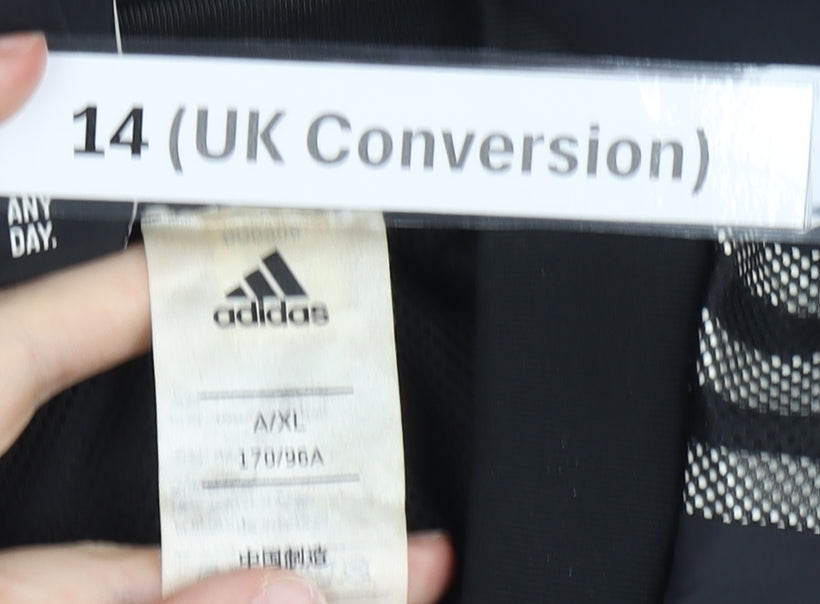 14 (UK Conversion)
ANY
DAY.
adidas
A/XL
170/96A
中国制造